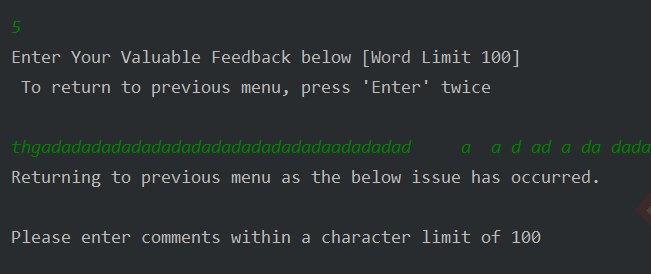 5
Enter Your Valuable Feedback below [Word Limit 100]
To return to previous menu, press 'Enter' twice
thgadadadadadadadadadadadadadadaadadadad a a d ad a da dada
Returning to previous menu as the below issue has occurred.
Please enter comments within a character limit of 100